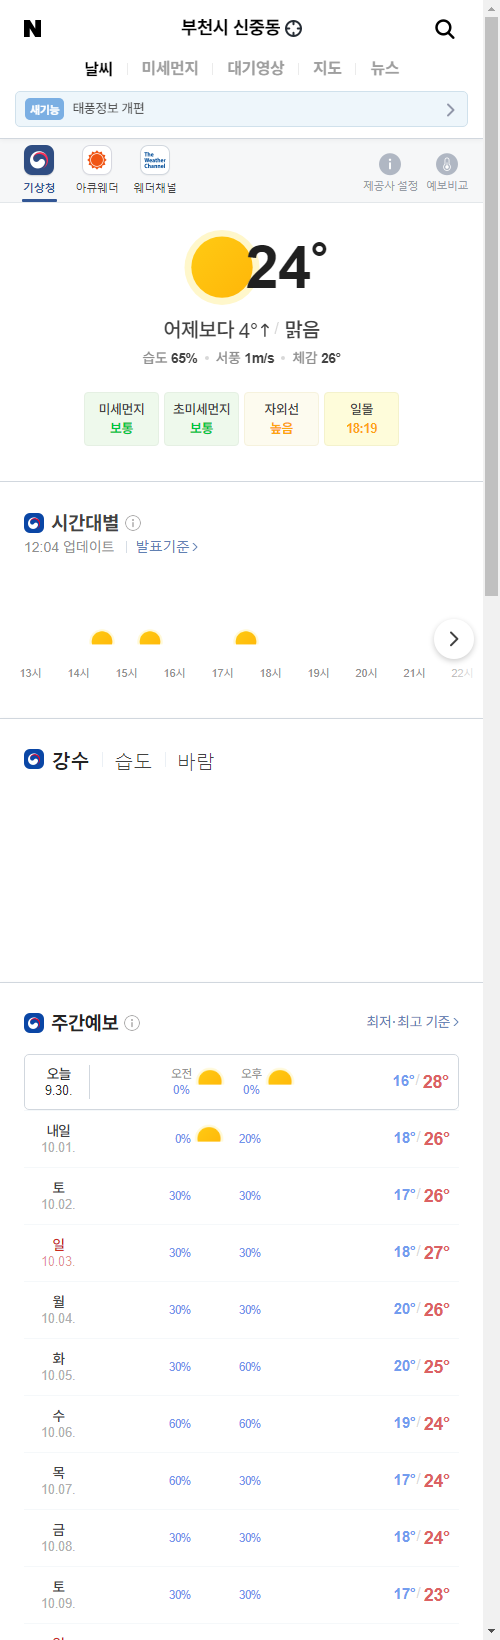 N 부천시 신중동
날씨 미세먼지 대기영상 지도 뉴스
새기능 태풍정보 개편
The Weather Channel
기상청 아큐웨더 웨더채널 제공사 설정 예보비교
24°
어제보다 4°↑ / 맑음
습도 65% 서풍 1m/s 체감 26°
미세먼지 초미세먼지 자외선 일몰
보통 보통 높음 18:19
시간대별
12:04 업데이트 발표기준
13시 14시 15시 16시 17시 18시 19시 20시 21시 22시
강수 습도 바람
주간예보 최저·최고 기준
오늘 오전 오후
9.30. 0% 0% 16°/ 28°
내일
10.01. 0% 20% 18°/ 26°
토
10.02. 30% 30% 17°/ 26°
일
10.03. 30% 30% 18°/ 27°
월
10.04. 30% 30% 20°/ 26°
화
10.05. 30% 60% 20°/ 25°
수
10.06. 60% 60% 19°/ 24°
목
10.07. 60% 30% 17°/ 24°
금
10.08. 30% 30% 18°/ 24°
토
10.09. 30% 30% 17°/ 23°